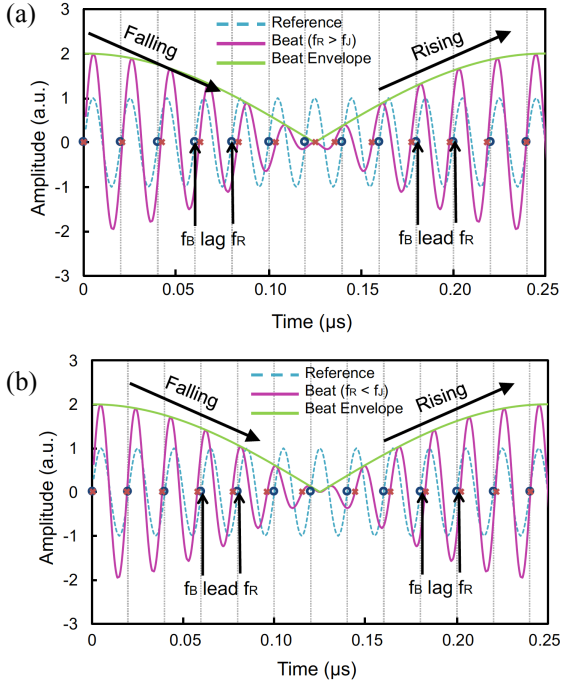 (a)
Reference
Beat (fR > fJ)
Beat Envelope
Falling
Rising
3
2
1
0
-1
-2
-3
Amplitude (a.u.)
fB lag fR
fB lead fR
0
0.05
0.10
0.15
0.20
0.25
Time (μs)
(b)
Reference
Beat (fR < fJ)
Beat Envelope
Falling
Rising
3
2
1
0
-1
-2
-3
Amplitude (a.u.)
fB lead fR
fB lag fR
0
0.05
0.10
0.15
0.20
0.25
Time (μs)